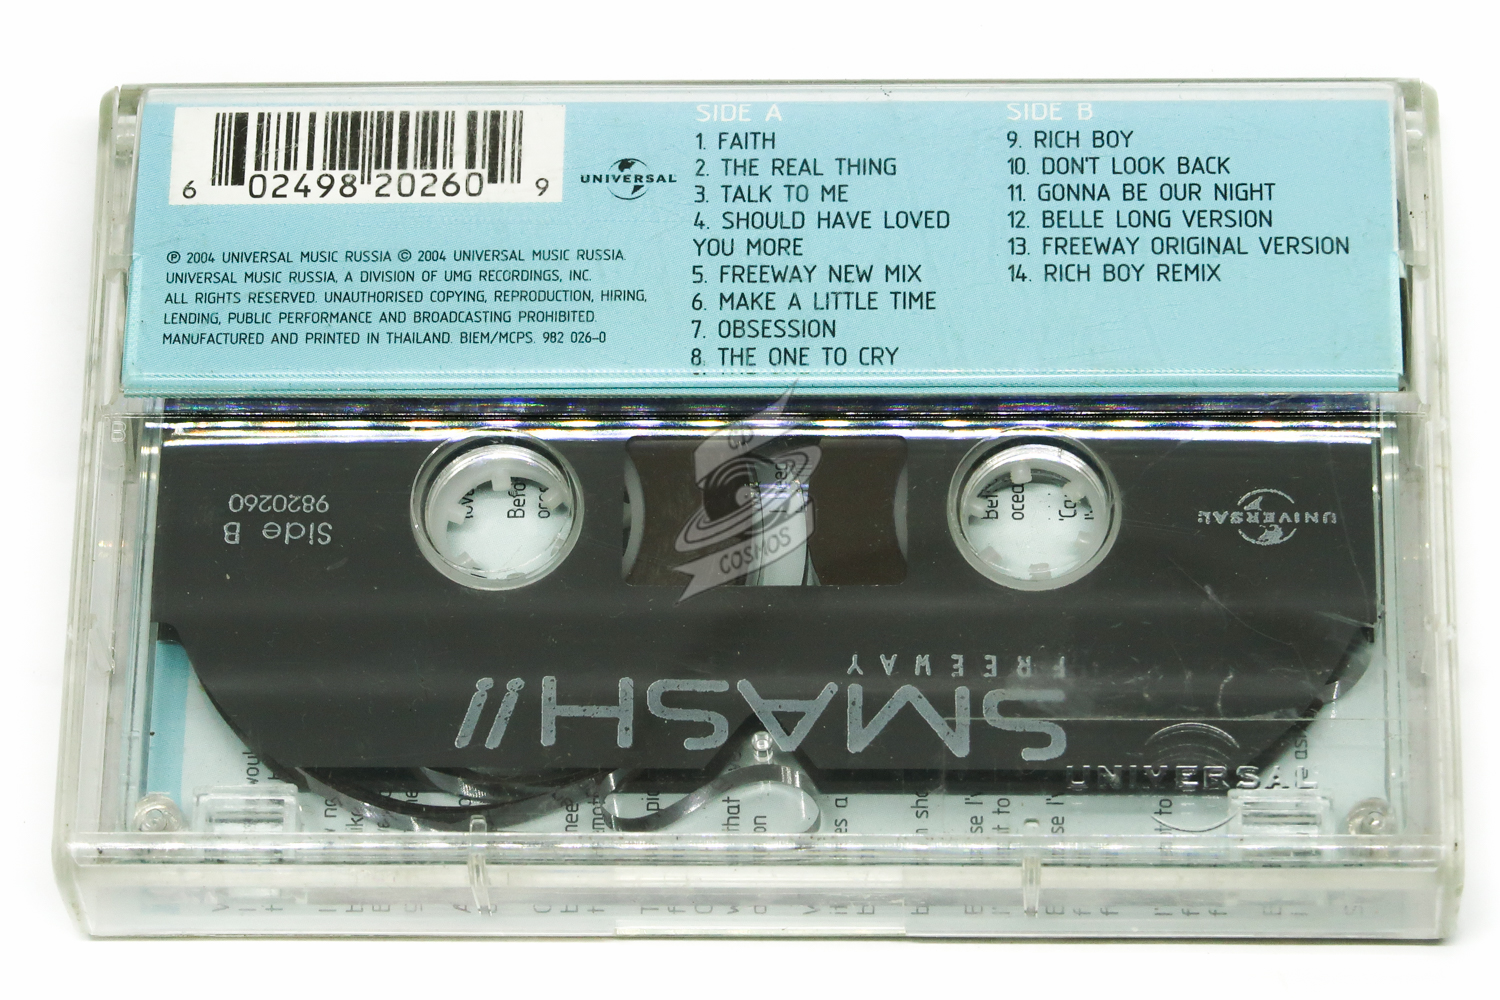 6 02498 20260 9
UNIVERSAL
℗ 2004 UNIVERSAL MUSIC RUSSIA © 2004 UNIVERSAL MUSIC RUSSIA.
UNIVERSAL MUSIC RUSSIA, A DIVISION OF UMG RECORDINGS, INC.
ALL RIGHTS RESERVED. UNAUTHORISED COPYING, REPRODUCTION, HIRING,
LENDING, PUBLIC PERFORMANCE AND BROADCASTING PROHIBITED.
MANUFACTURED AND PRINTED IN THAILAND. BIEM/MCPS. 982 026-0
SIDE A
1. FAITH
2. THE REAL THING
3. TALK TO ME
4. SHOULD HAVE LOVED
YOU MORE
5. FREEWAY NEW MIX
6. MAKE A LITTLE TIME
7. OBSESSION
8. THE ONE TO CRY
SIDE B
9. RICH BOY
10. DON'T LOOK BACK
11. GONNA BE OUR NIGHT
12. BELLE LONG VERSION
13. FREEWAY ORIGINAL VERSION
14. RICH BOY REMIX
Side B
9820260
UNIVERSAL
CD
COSMOS
FREEWAY
SMASH!!
UNIVERSAL